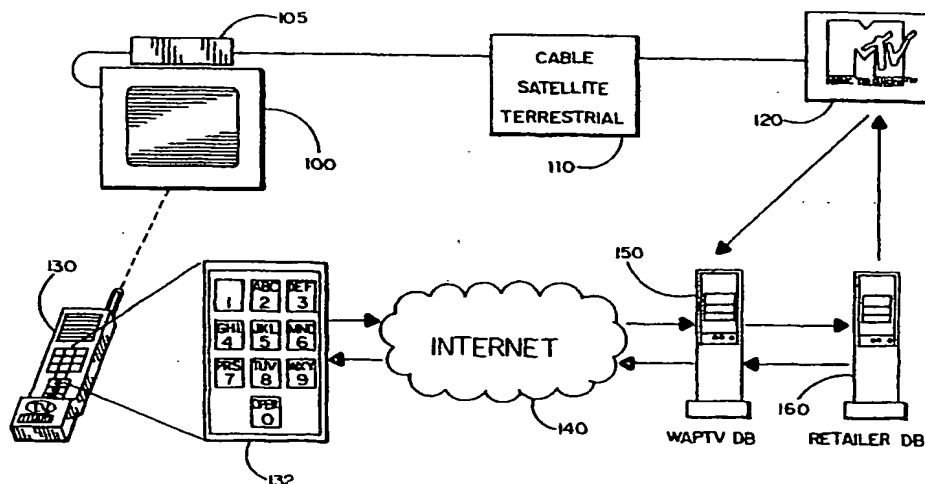 105
CABLE
SATELLITE
TERRESTRIAL
MTV
120
110
100
130
150
1
ABC
2
DEF
3
GHI
4
JKL
5
MNO
6
PRS
7
TUV
8
WXY
9
OPER
0
INTERNET
132
140
160
WAPTV DB
RETAILER DB